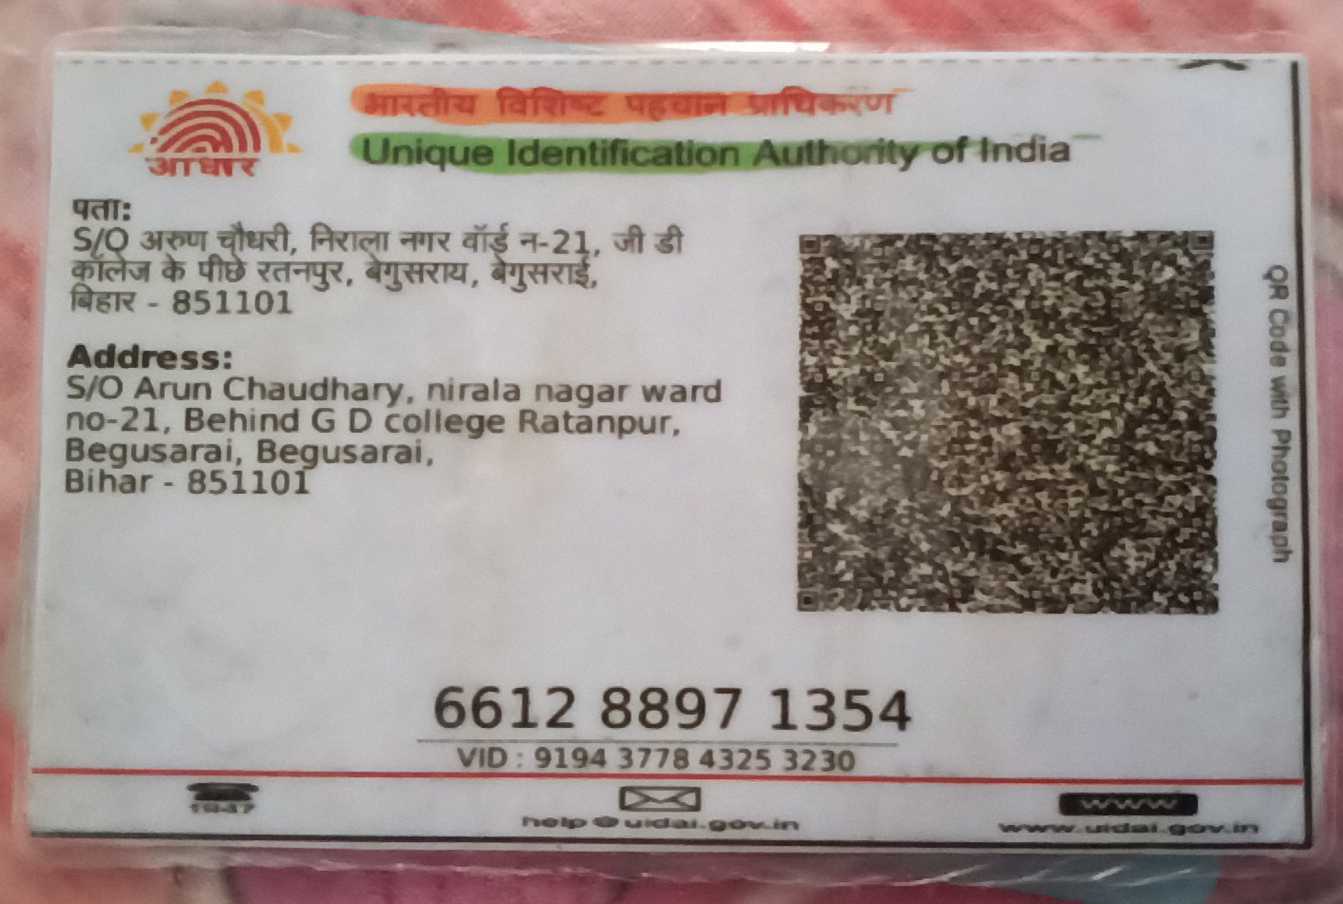 आधार
भारतीय विशिष्ट पहचान प्राधिकरण
Unique Identification Authority of India
पता:
S/O अरुण चौधरी, निराला नगर वॉर्ड न-21, जी डी
कॉलेज के पीछे रतनपुर, बेगुसराय, बेगुसराई,
बिहार - 851101
Address:
S/O Arun Chaudhary, nirala nagar ward
no-21, Behind G D college Ratanpur,
Begusarai, Begusarai,
Bihar - 851101
QR Code with Photograph
6612 8897 1354
VID : 9194 3778 4325 3230
1947
help@uidai.gov.in
www
www.uidai.gov.in